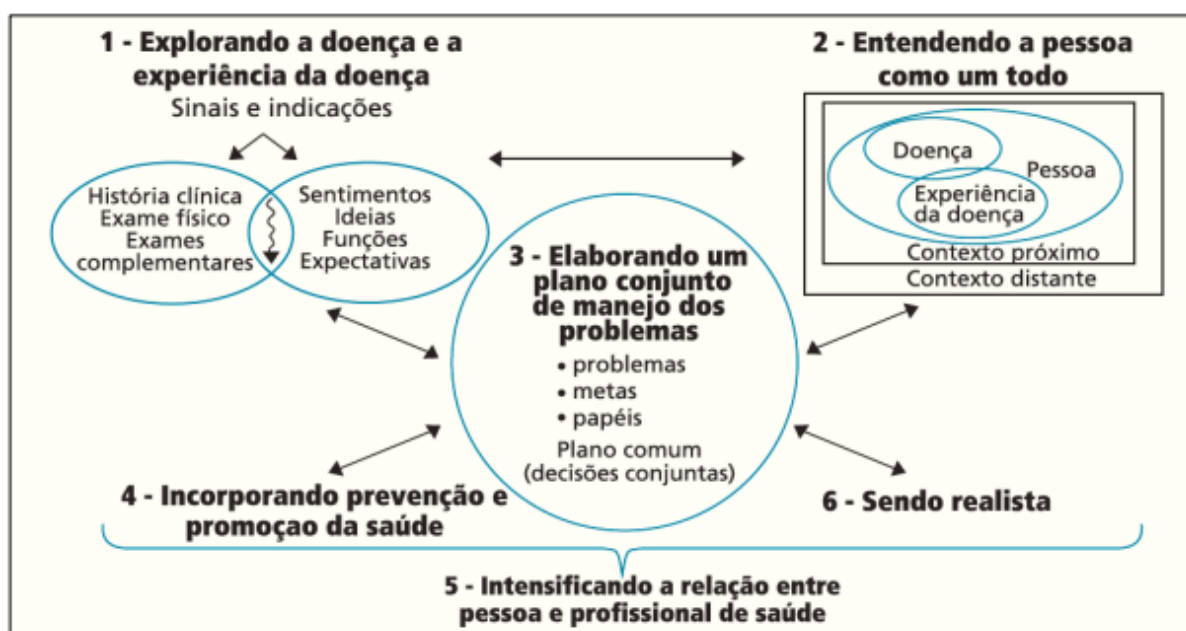 1 - Explorando a doença e a
experiência da doença
Sinais e indicações
História clínica
Exame físico
Exames
complementares
Sentimentos
Ideias
Funções
Expectativas
2 - Entendendo a pessoa
como um todo
Doença
Pessoa
Experiência
da doença
Contexto próximo
Contexto distante
3 - Elaborando um
plano conjunto
de manejo dos
problemas
• problemas
• metas
• papéis
Plano comum
(decisões conjuntas)
4 - Incorporando prevenção e
promoçao da saúde
6 - Sendo realista
5 - Intensificando a relação entre
pessoa e profissional de saúde